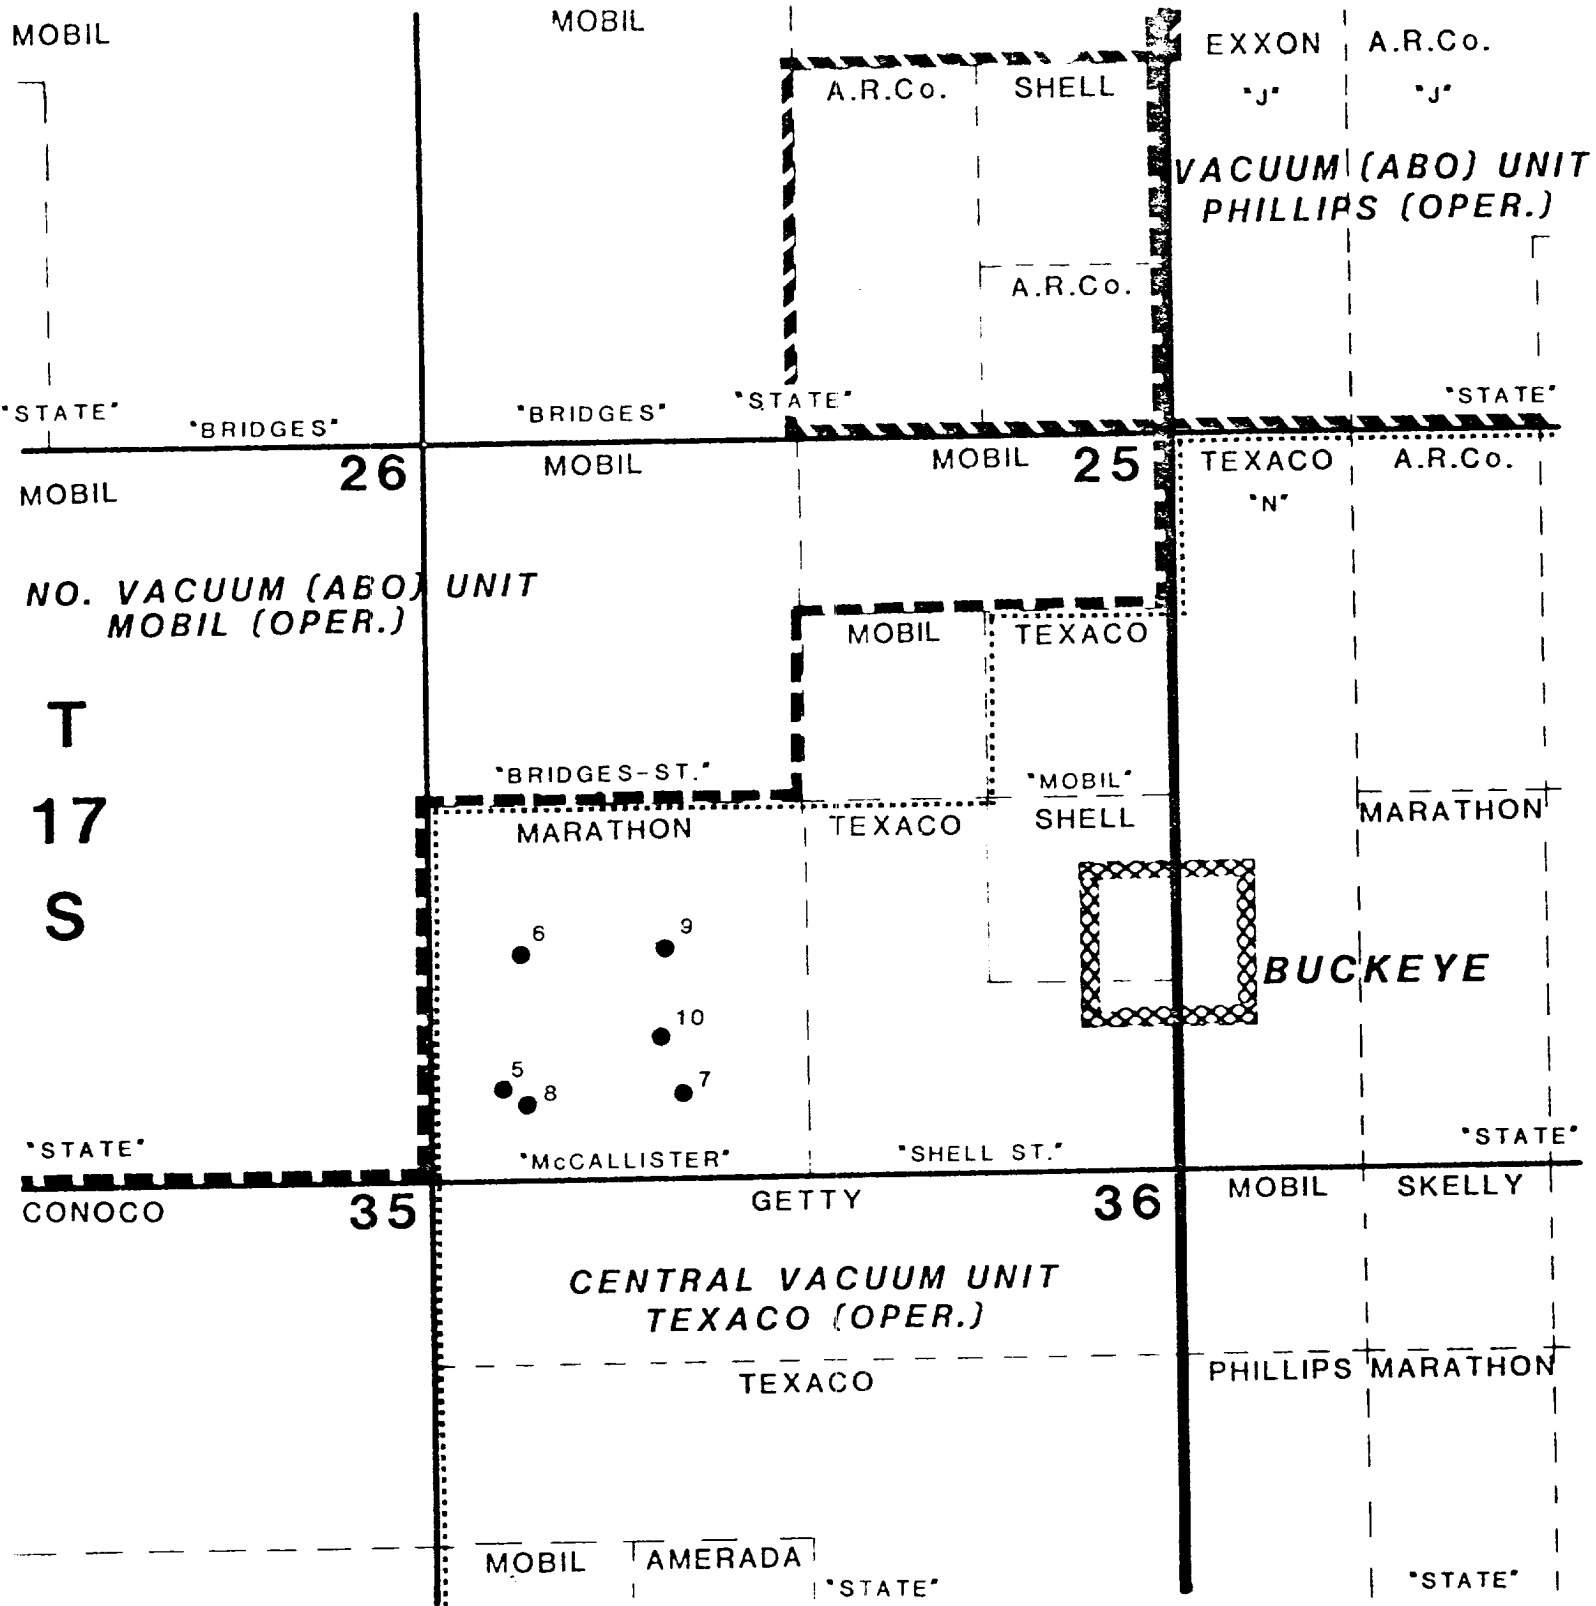 MOBIL
MOBIL
EXXON
A.R.Co.
A.R.Co.
SHELL
"J"
"J"
VACUUM (ABO) UNIT
PHILLIPS (OPER.)
A.R.Co.
"STATE"
"BRIDGES"
"BRIDGES"
"STATE"
"STATE"
26
MOBIL
MOBIL
25
TEXACO
A.R.Co.
MOBIL
"N"
NO. VACUUM (ABO) UNIT
MOBIL (OPER.)
MOBIL
TEXACO
T
17
S
"BRIDGES-ST."
"MOBIL"
MARATHON
TEXACO
SHELL
MARATHON
6
9
BUCKEYE
10
5
8
7
"STATE"
"McCALLISTER"
"SHELL ST."
"STATE"
CONOCO
35
GETTY
36
MOBIL
SKELLY
CENTRAL VACUUM UNIT
TEXACO (OPER.)
TEXACO
PHILLIPS
MARATHON
MOBIL
AMERADA
"STATE"
"STATE"